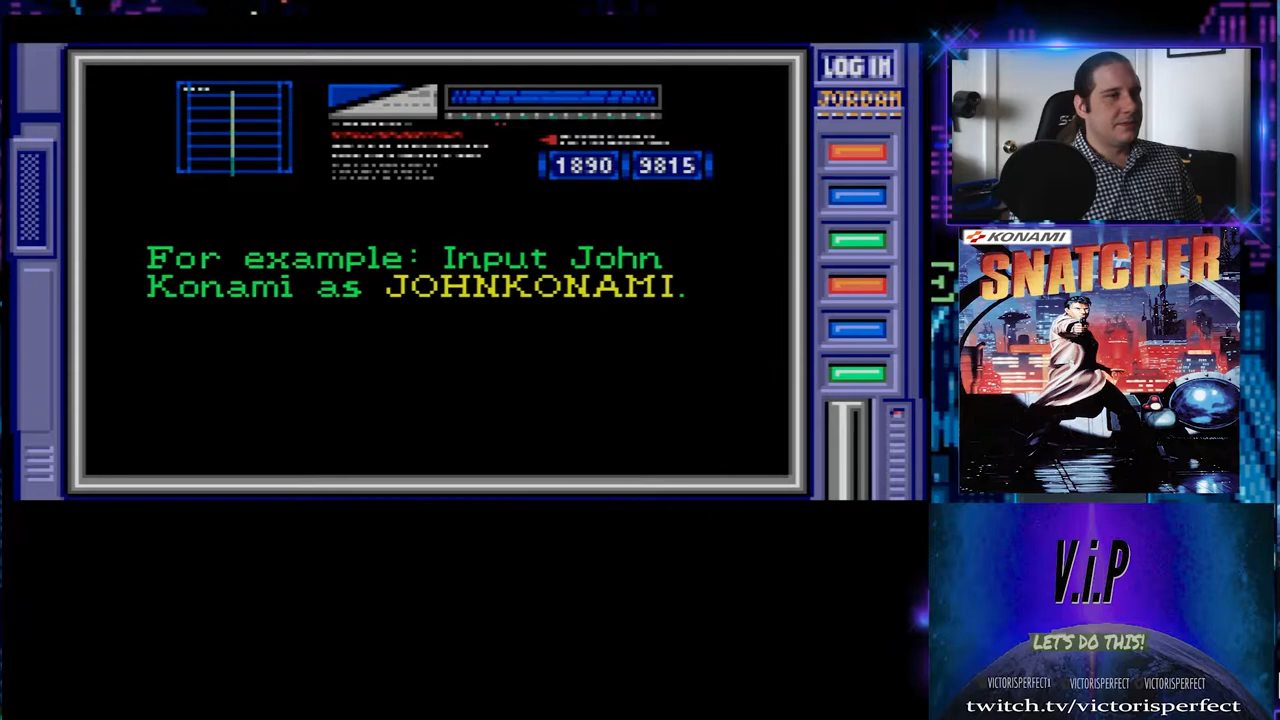 LOG IN
JORDAN
1890 9815
For example: Input John
Konami as JOHNKONAMI.
KONAMI
SNATCHER
V.i.P
LET'S DO THIS!
VICTORISPERFECT1 VICTORISPERFECT VICTORISPERFECT
twitch.tv/victorisperfect